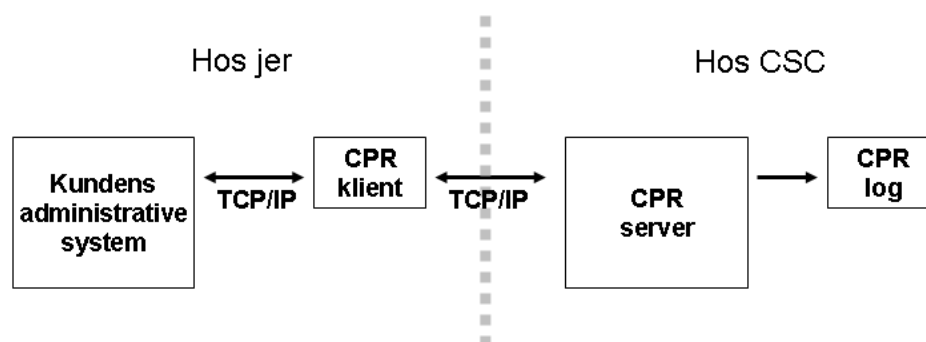 Hos jer
Hos CSC
Kundens
administrative
system
TCP/IP
CPR
klient
TCP/IP
CPR
server
CPR
log